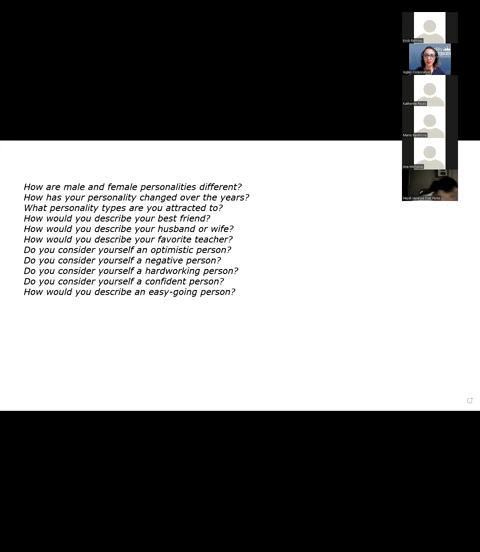 How are male and female personalities different?
How has your personality changed over the years?
What personality types are you attracted to?
How would you describe your best friend?
How would you describe your husband or wife?
How would you describe your favorite teacher?
Do you consider yourself an optimistic person?
Do you consider yourself a negative person?
Do you consider yourself a hardworking person?
Do you consider yourself a confident person?
How would you describe an easy-going person?